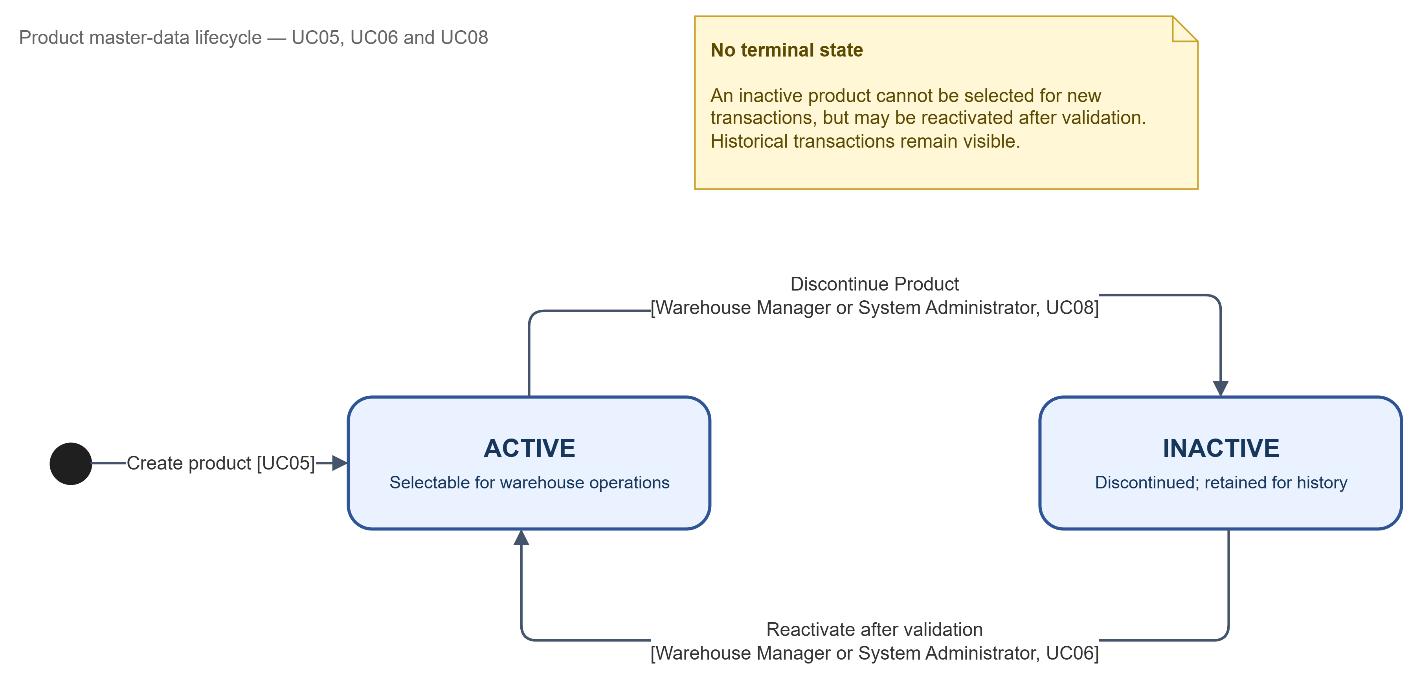 Product master-data lifecycle — UC05, UC06 and UC08
No terminal state
An inactive product cannot be selected for new
transactions, but may be reactivated after validation.
Historical transactions remain visible.
Discontinue Product
[Warehouse Manager or System Administrator, UC08]
Create product [UC05]
ACTIVE
Selectable for warehouse operations
INACTIVE
Discontinued; retained for history
Reactivate after validation
[Warehouse Manager or System Administrator, UC06]